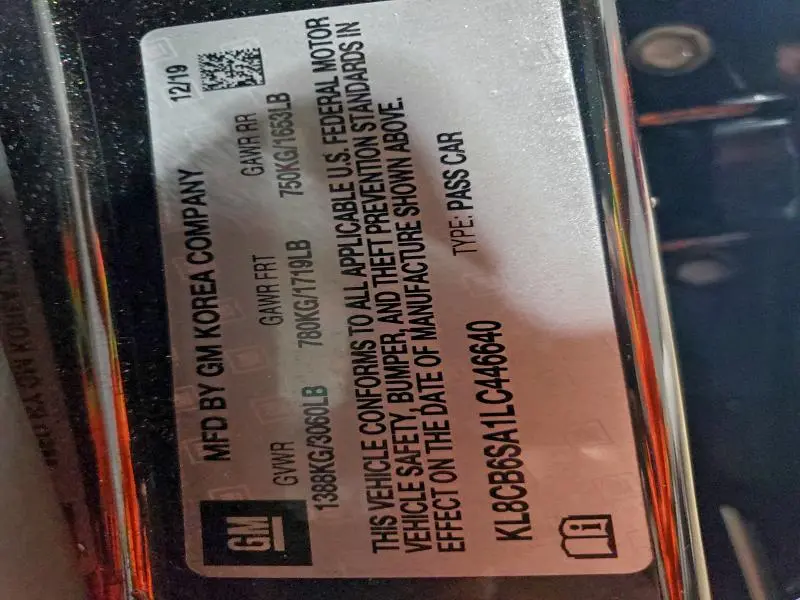 GM
MFD BY GM KOREA COMPANY 12/19
GVWR GAWR FRT GAWR RR
1388KG/3060LB 780KG/1719LB 750KG/1653LB
THIS VEHICLE CONFORMS TO ALL APPLICABLE U.S. FEDERAL MOTOR
VEHICLE SAFETY, BUMPER, AND THEFT PREVENTION STANDARDS IN
EFFECT ON THE DATE OF MANUFACTURE SHOWN ABOVE.
TYPE: PASS CAR
KL8CB6SA1LC446640